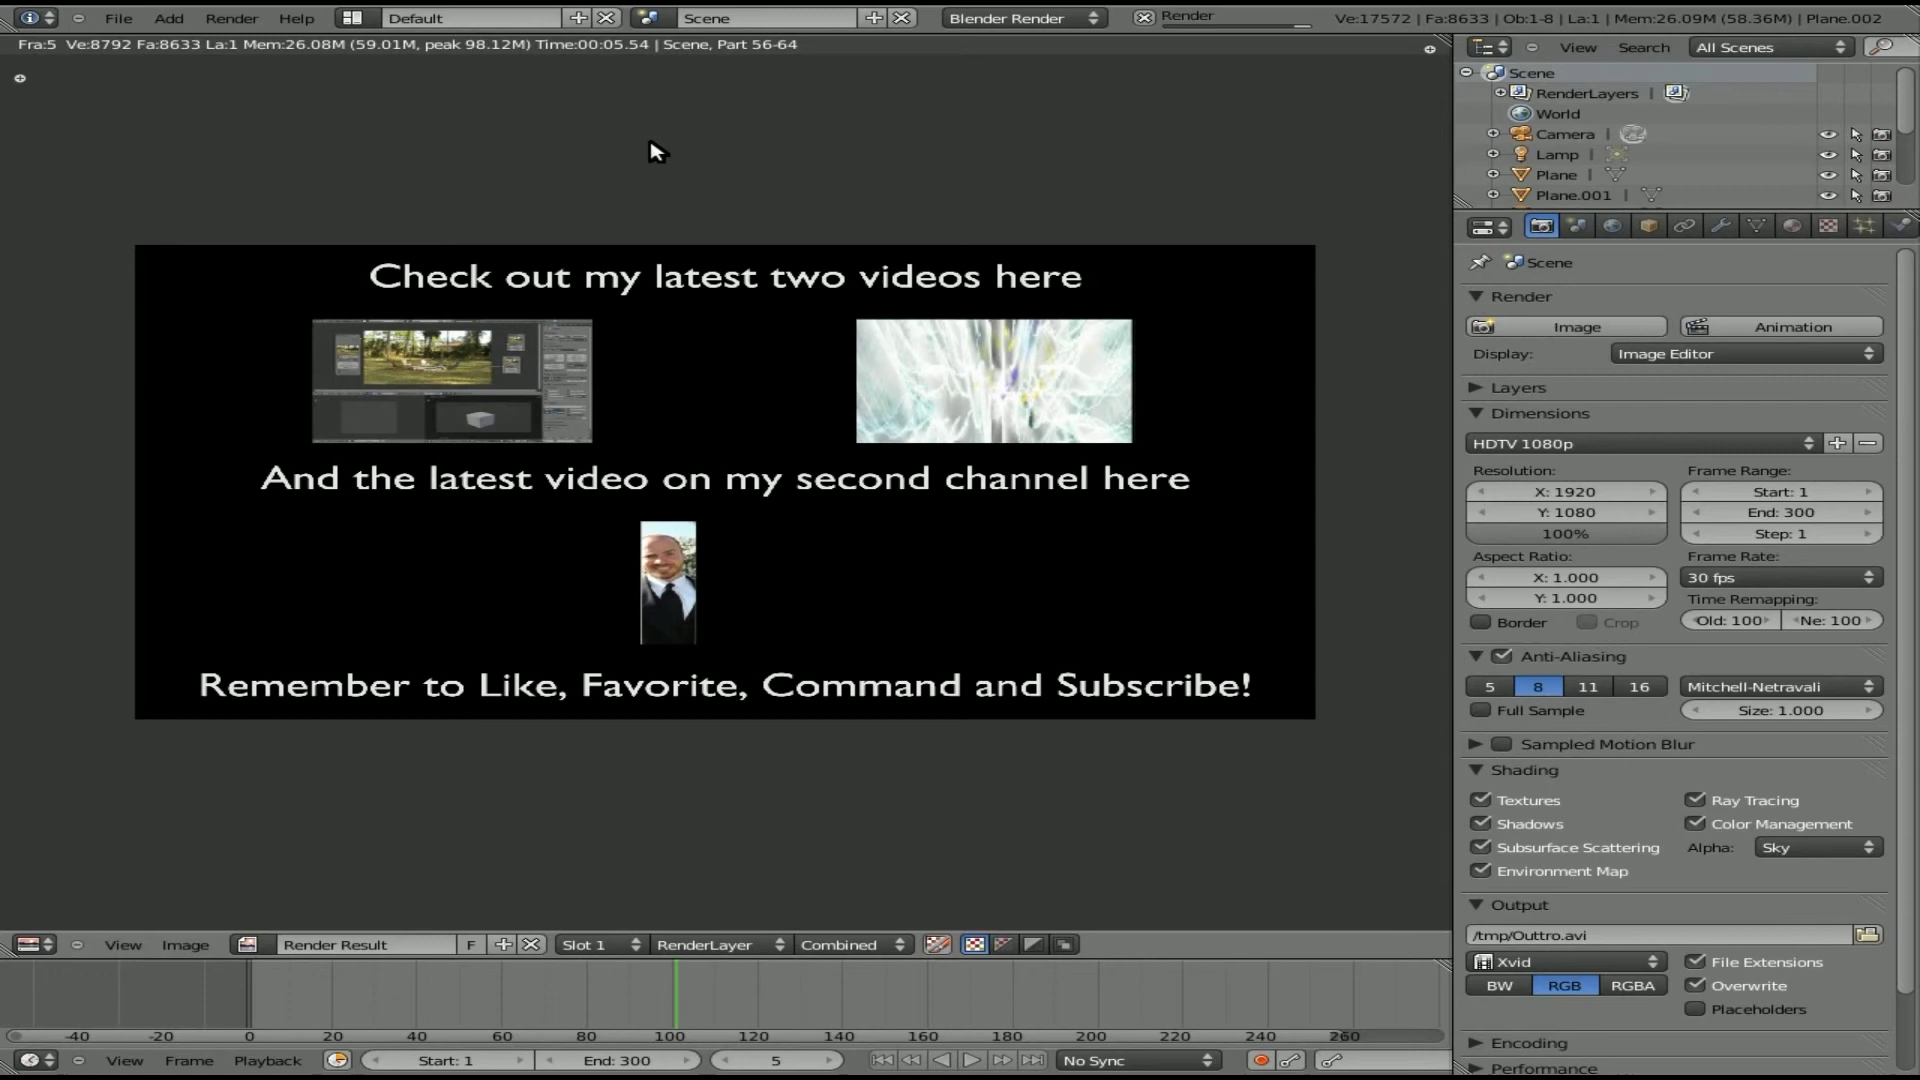 File Add Render Help Default Scene Blender Render Render Ve:17572 | Fa:8633 | Ob:1-8 | La:1 | Mem:26.09M (58.36M) | Plane.002
Fra:5 Ve:8792 Fa:8633 La:1 Mem:26.08M (59.01M, peak 98.12M) Time:00:05.54 | Scene, Part 56-64
View Search All Scenes
Scene
RenderLayers
World
Camera
Lamp
Plane
Plane.001
Scene
Render
Image Animation
Display: Image Editor
Layers
Dimensions
HDTV 1080p
Resolution: Frame Range:
X: 1920 Start: 1
Y: 1080 End: 300
100% Step: 1
Aspect Ratio: Frame Rate:
X: 1.000 30 fps
Y: 1.000 Time Remapping:
Border Crop Old: 100 Ne: 100
Anti-Aliasing
5 8 11 16 Mitchell-Netravali
Full Sample Size: 1.000
Sampled Motion Blur
Shading
Textures Ray Tracing
Shadows Color Management
Subsurface Scattering Alpha: Sky
Environment Map
Output
/tmp/Outtro.avi
Xvid File Extensions
BW RGB RGBA Overwrite
Placeholders
Encoding
Performance
Check out my latest two videos here
And the latest video on my second channel here
Remember to Like, Favorite, Command and Subscribe!
View Image Render Result F Slot 1 RenderLayer Combined
-40 -20 0 20 40 60 80 100 120 140 160 180 200 220 240 260
View Frame Playback Start: 1 End: 300 5 No Sync